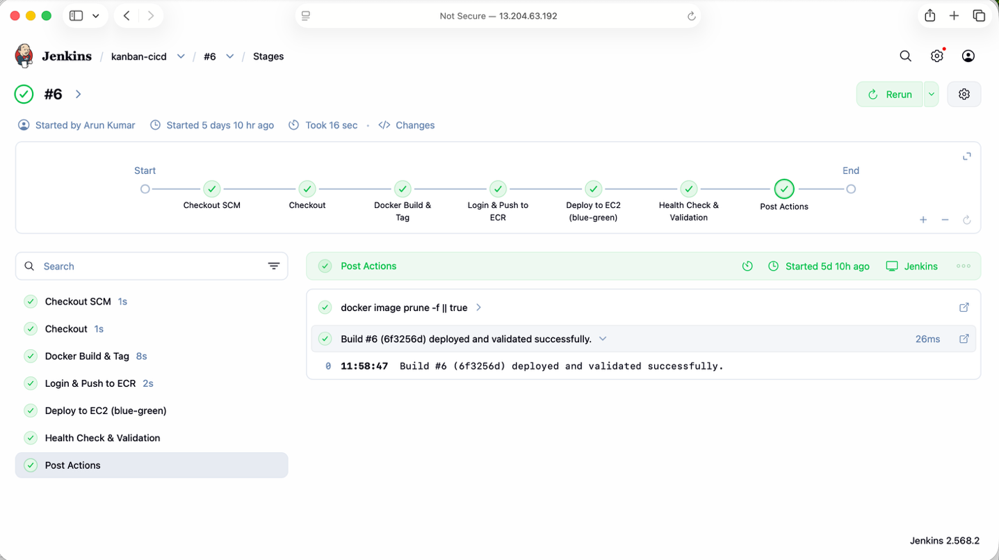 Not Secure — 13.204.63.192
Jenkins / kanban-cicd / #6 / Stages
#6
Rerun
Started by Arun Kumar Started 5 days 10 hr ago Took 16 sec Changes
Start
End
Checkout SCM
Checkout
Docker Build & Tag
Login & Push to ECR
Deploy to EC2 (blue-green)
Health Check & Validation
Post Actions
Search
Checkout SCM 1s
Checkout 1s
Docker Build & Tag 8s
Login & Push to ECR 2s
Deploy to EC2 (blue-green)
Health Check & Validation
Post Actions
Post Actions Started 5d 10h ago Jenkins
docker image prune -f || true
Build #6 (6f3256d) deployed and validated successfully. 26ms
0 11:58:47 Build #6 (6f3256d) deployed and validated successfully.
Jenkins 2.568.2